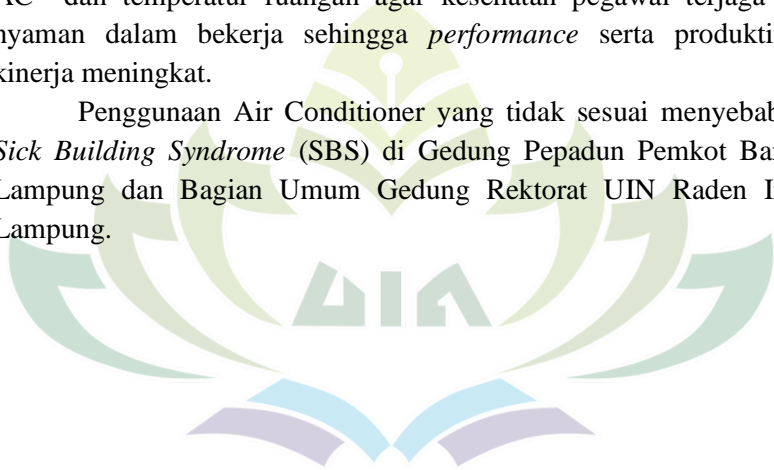 AC dan temperatur ruangan agar kesehatan pegawai terjaga
nyaman dalam bekerja sehingga performance serta produkti
kinerja meningkat.
Penggunaan Air Conditioner yang tidak sesuai menyebab
Sick Building Syndrome (SBS) di Gedung Pepadun Pemkot Ba
Lampung dan Bagian Umum Gedung Rektorat UIN Raden I
Lampung.
UIN